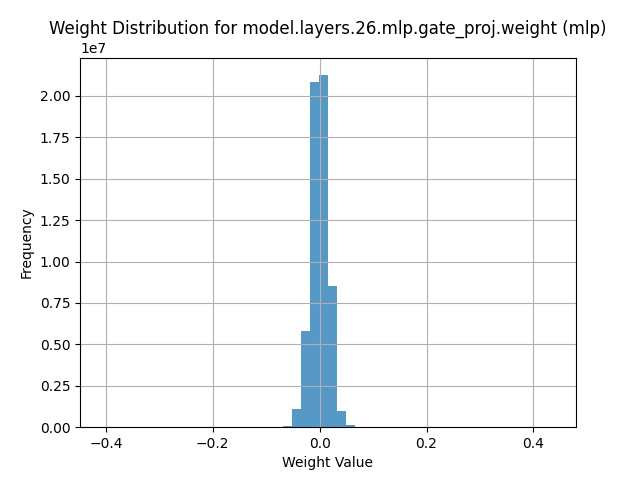 Weight Distribution for model.layers.26.mlp.gate_proj.weight (mlp)
1e7
2.00
1.75
1.50
1.25
1.00
0.75
0.50
0.25
0.00
Frequency
−0.4 −0.2 0.0 0.2 0.4
Weight Value